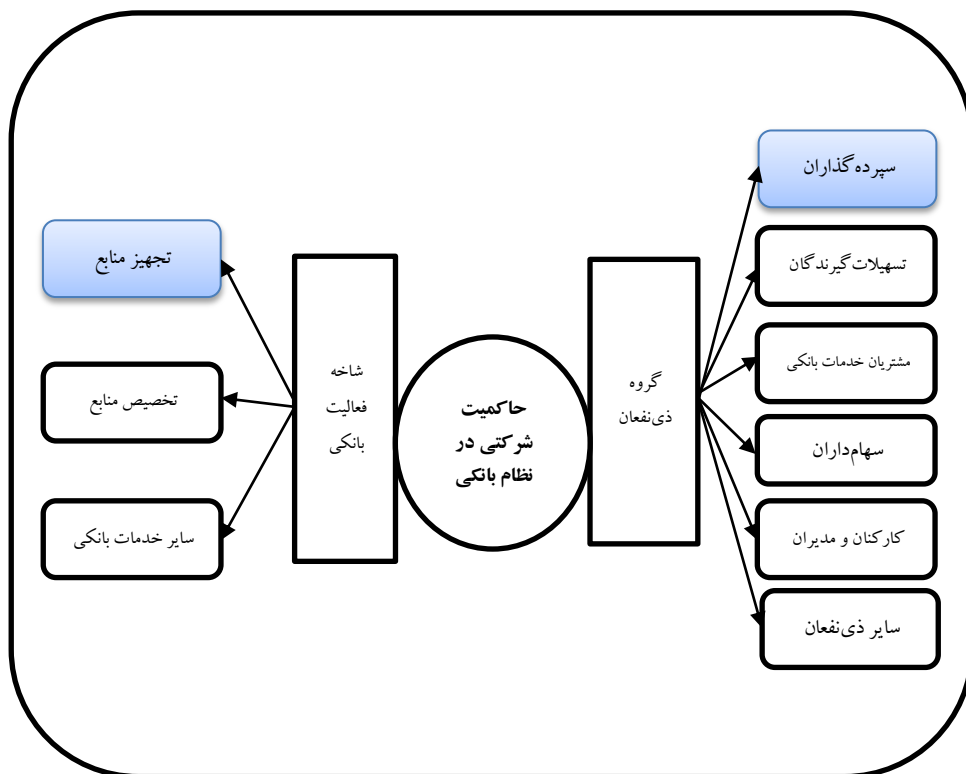 سپرده‌گذاران
تسهیلات‌گیرندگان
مشتریان خدمات بانکی
سهام‌داران
کارکنان و مدیران
سایر ذی‌نفعان
گروه
ذی‌نفعان
حاکمیت
شرکتی در
نظام بانکی
شاخه
فعالیت
بانکی
تجهیز منابع
تخصیص منابع
سایر خدمات بانکی